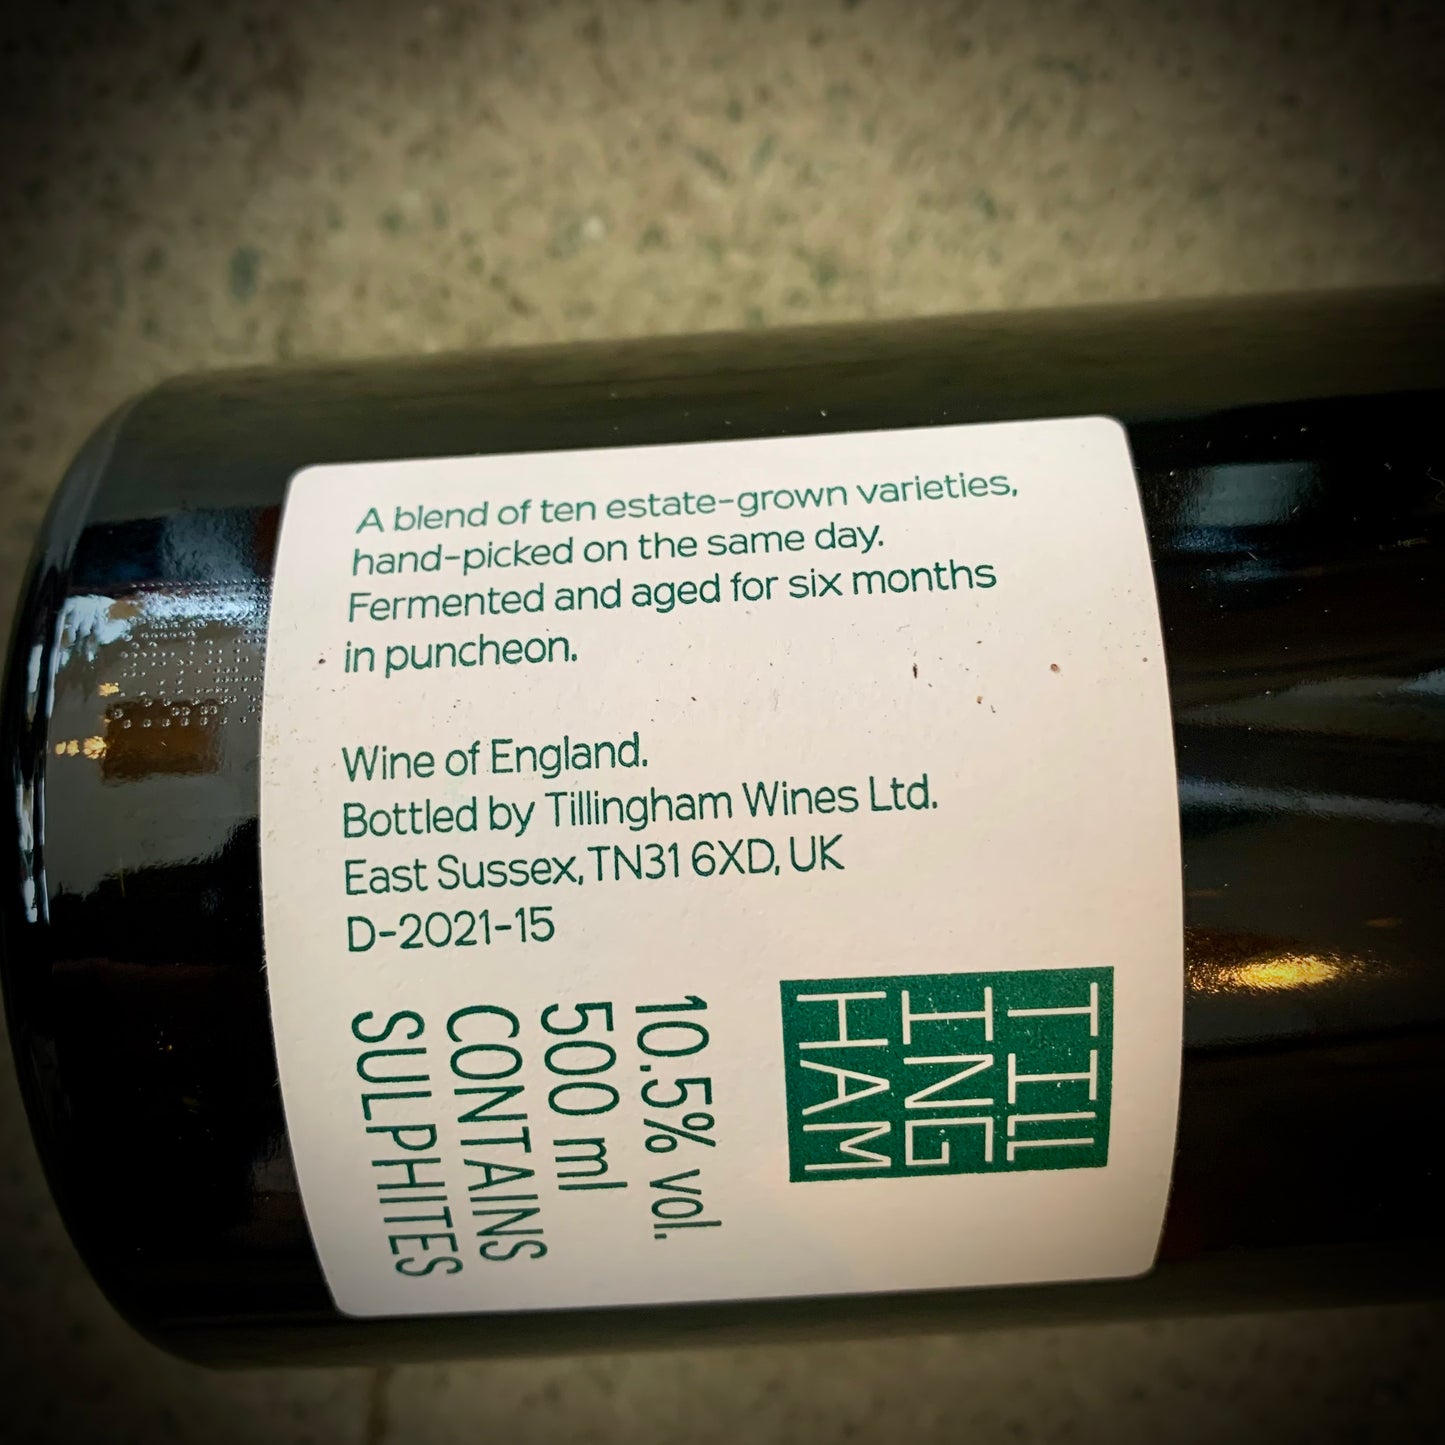 A blend of ten estate-grown varieties,
hand-picked on the same day.
Fermented and aged for six months
in puncheon.
Wine of England.
Bottled by Tillingham Wines Ltd.
East Sussex, TN31 6XD, UK
D-2021-15
10.5% vol.
500 ml
CONTAINS
SULPHITES
TILL
ING
HAM